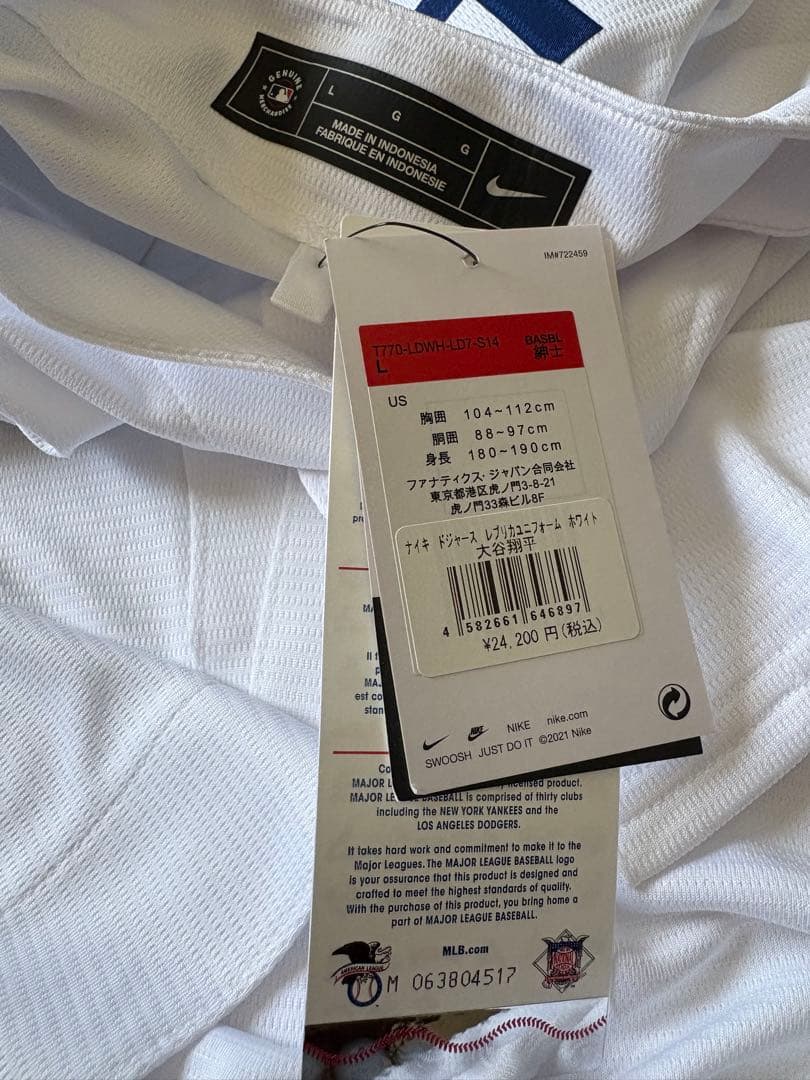 GENUINE
MERCHANDISE
L
G
G
MADE IN INDONESIA
FABRIQUE EN INDONESIE
IM#722459
T770-LDWH-LD7-S14 BASBL
L 紳士
US
胸囲 104~112cm
胴囲 88~97cm
身長 180~190cm
ファナティクス・ジャパン合同会社
東京都港区虎ノ門3-8-21
虎ノ門33森ビル8F
ナイキ ドジャース レプリカユニフォーム ホワイト
大谷翔平
4 582661 646897
¥24,200 円(税込)
NIKE nike.com
SWOOSH JUST DO IT ©2021 Nike
MAJOR
licensed product.
BASEBALL is comprised of thirty clubs
including the NEW YORK YANKEES and the
LOS ANGELES DODGERS.
It takes hard work and commitment to make it to the
Major Leagues. The MAJOR LEAGUE BASEBALL logo
is your assurance that this product is designed and
crafted to meet the highest standards of quality.
With the purchase of this product, you bring home a
part of MAJOR LEAGUE BASEBALL.
MLB.com
AMERICAN LEAGUE
M 063804517